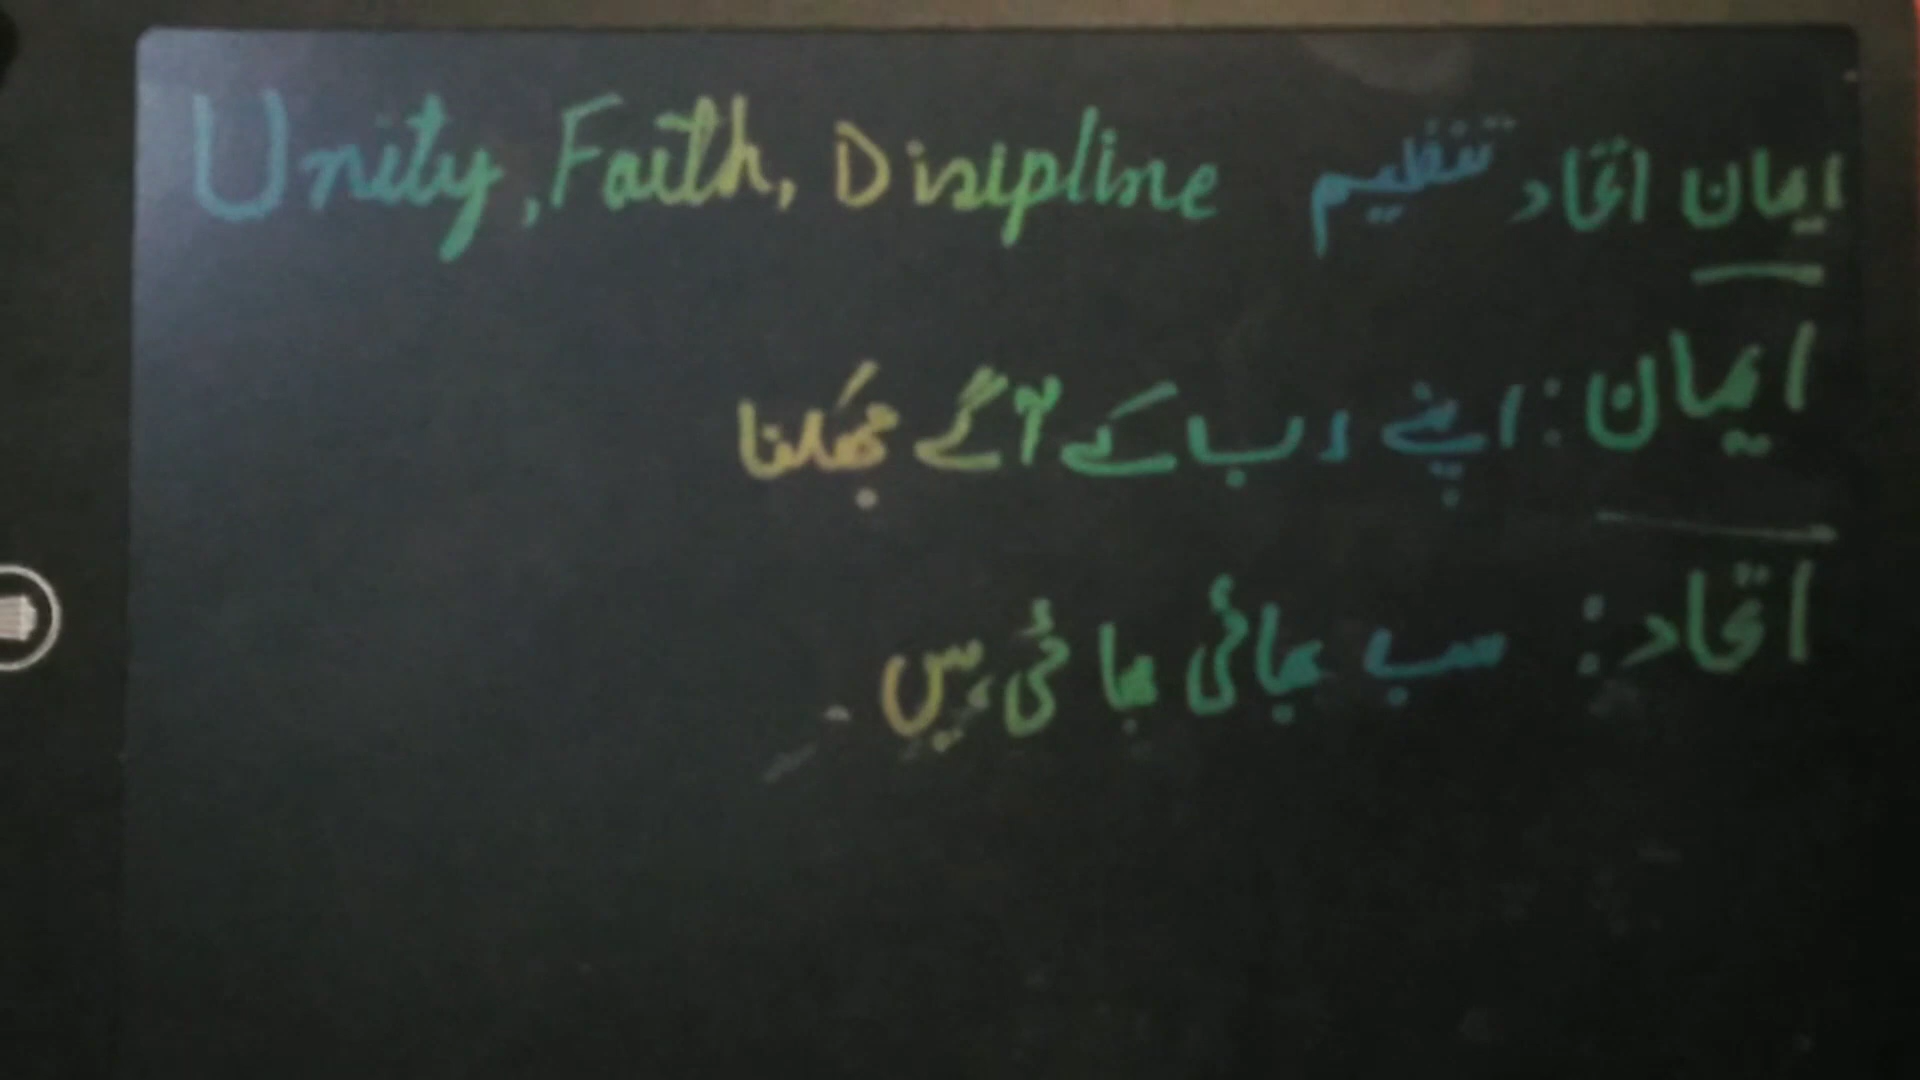 Unity, Faith, Disipline ایمان اتحاد تنظیم
ایمان: اپنے رب کے آگے جھکنا
اتحاد: سب بھائی بھائی ہیں۔